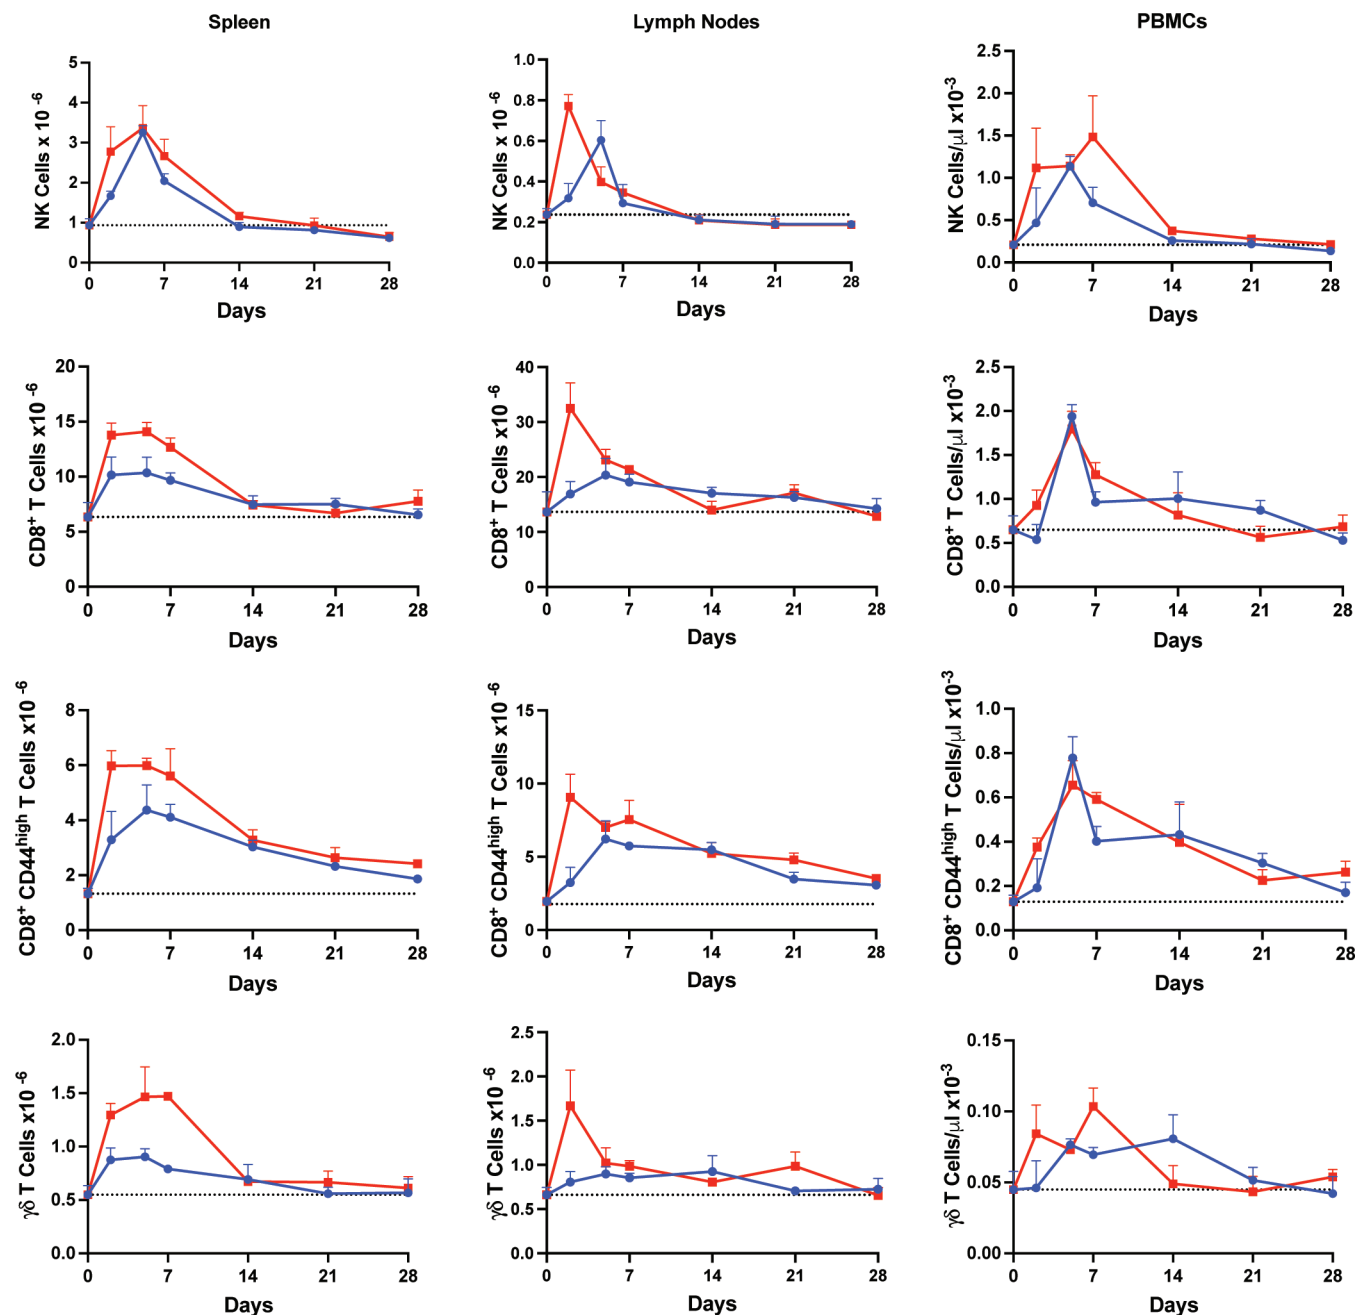 Spleen
Lymph Nodes
PBMCs
NK Cells x 10 -6
5
4
3
2
1
0
0 7 14 21 28
Days
NK Cells x 10 -6
1.0
0.8
0.6
0.4
0.2
0.0
0 7 14 21 28
Days
NK Cells/μl x10-3
2.5
2.0
1.5
1.0
0.5
0.0
0 7 14 21 28
Days
CD8+ T Cells x10 -6
20
15
10
5
0
0 7 14 21 28
Days
CD8+ T Cells x10 -6
40
30
20
10
0
0 7 14 21 28
Days
CD8+ T Cells/μl x10-3
2.5
2.0
1.5
1.0
0.5
0.0
0 7 14 21 28
Days
CD8+ CD44high T Cells x10 -6
8
6
4
2
0
0 7 14 21 28
Days
CD8+ CD44high T Cells x10 -6
15
10
5
0
0 7 14 21 28
Days
CD8+ CD44high T Cells/μl x10-3
1.0
0.8
0.6
0.4
0.2
0.0
0 7 14 21 28
Days
γδ T Cells x10 -6
2.0
1.5
1.0
0.5
0.0
0 7 14 21 28
Days
γδ T Cells x10 -6
2.5
2.0
1.5
1.0
0.5
0.0
0 7 14 21 28
Days
γδ T Cells/μl x10-3
0.15
0.10
0.05
0.00
0 7 14 21 28
Days